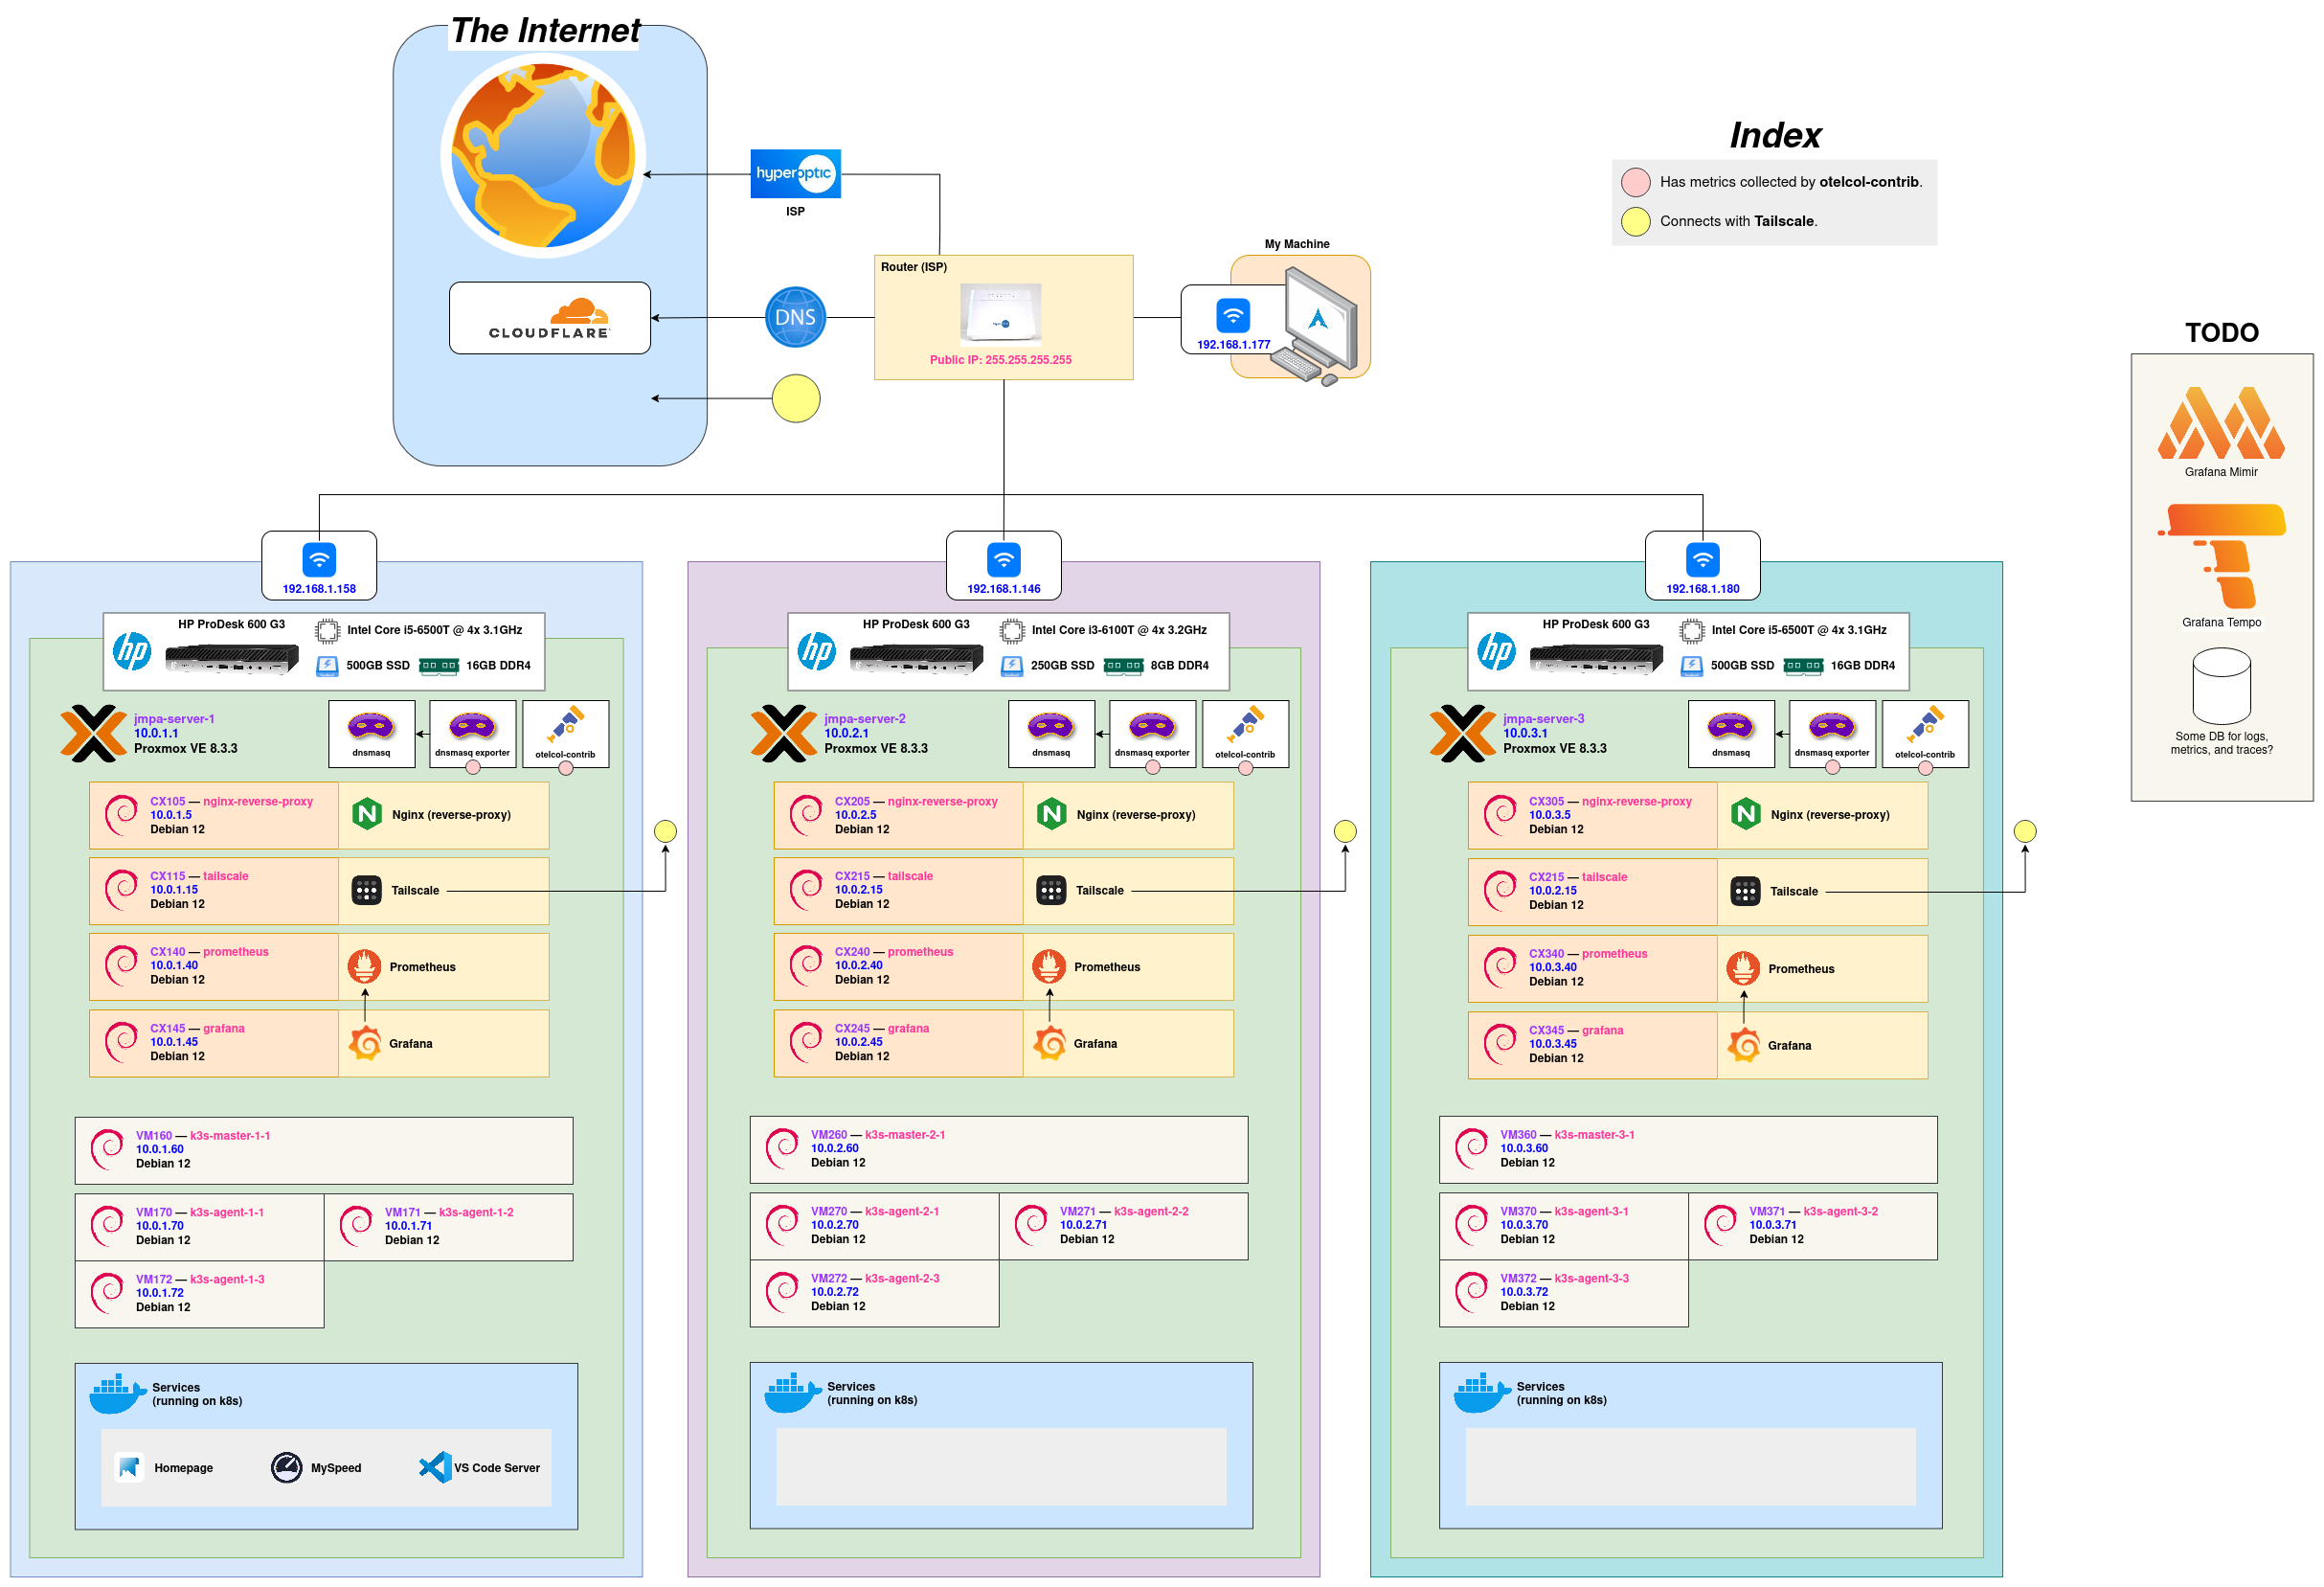 The Internet
hyperoptic
ISP
Index
Has metrics collected by otelcol-contrib.
Connects with Tailscale.
My Machine
Router (ISP)
CLOUDFLARE
DNS
Public IP: 255.255.255.255
192.168.1.177
TODO
Grafana Mimir
Grafana Tempo
Some DB for logs,
metrics, and traces?
192.168.1.158
HP ProDesk 600 G3
hp
Intel Core i5-6500T @ 4x 3.1GHz
500GB SSD
16GB DDR4
jmpa-server-1
10.0.1.1
Proxmox VE 8.3.3
dnsmasq
dnsmasq exporter
otelcol-contrib
CX105 — nginx-reverse-proxy
10.0.1.5
Debian 12
Nginx (reverse-proxy)
CX115 — tailscale
10.0.1.15
Debian 12
Tailscale
CX140 — prometheus
10.0.1.40
Debian 12
Prometheus
CX145 — grafana
10.0.1.45
Debian 12
Grafana
VM160 — k3s-master-1-1
10.0.1.60
Debian 12
VM170 — k3s-agent-1-1
10.0.1.70
Debian 12
VM171 — k3s-agent-1-2
10.0.1.71
Debian 12
VM172 — k3s-agent-1-3
10.0.1.72
Debian 12
Services
(running on k8s)
Homepage
MySpeed
VS Code Server
192.168.1.146
HP ProDesk 600 G3
hp
Intel Core i3-6100T @ 4x 3.2GHz
250GB SSD
8GB DDR4
jmpa-server-2
10.0.2.1
Proxmox VE 8.3.3
dnsmasq
dnsmasq exporter
otelcol-contrib
CX205 — nginx-reverse-proxy
10.0.2.5
Debian 12
Nginx (reverse-proxy)
CX215 — tailscale
10.0.2.15
Debian 12
Tailscale
CX240 — prometheus
10.0.2.40
Debian 12
Prometheus
CX245 — grafana
10.0.2.45
Debian 12
Grafana
VM260 — k3s-master-2-1
10.0.2.60
Debian 12
VM270 — k3s-agent-2-1
10.0.2.70
Debian 12
VM271 — k3s-agent-2-2
10.0.2.71
Debian 12
VM272 — k3s-agent-2-3
10.0.2.72
Debian 12
Services
(running on k8s)
192.168.1.180
HP ProDesk 600 G3
hp
Intel Core i5-6500T @ 4x 3.1GHz
500GB SSD
16GB DDR4
jmpa-server-3
10.0.3.1
Proxmox VE 8.3.3
dnsmasq
dnsmasq exporter
otelcol-contrib
CX305 — nginx-reverse-proxy
10.0.3.5
Debian 12
Nginx (reverse-proxy)
CX215 — tailscale
10.0.2.15
Debian 12
Tailscale
CX340 — prometheus
10.0.3.40
Debian 12
Prometheus
CX345 — grafana
10.0.3.45
Debian 12
Grafana
VM360 — k3s-master-3-1
10.0.3.60
Debian 12
VM370 — k3s-agent-3-1
10.0.3.70
Debian 12
VM371 — k3s-agent-3-2
10.0.3.71
Debian 12
VM372 — k3s-agent-3-3
10.0.3.72
Debian 12
Services
(running on k8s)